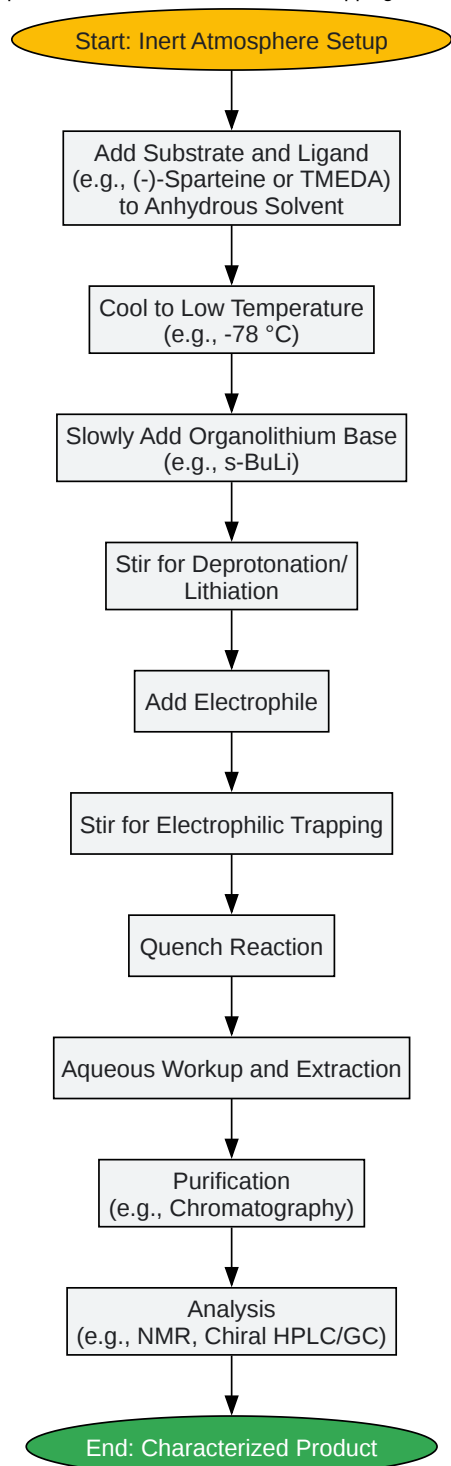 Start: Inert Atmosphere Setup
Add Substrate and Ligand
(e.g., (-)-Sparteine or TMEDA)
to Anhydrous Solvent
Cool to Low Temperature
(e.g., -78 °C)
Slowly Add Organolithium Base
(e.g., s-BuLi)
Stir for Deprotonation/
Lithiation
Add Electrophile
Stir for Electrophilic Trapping
Quench Reaction
Aqueous Workup and Extraction
Purification
(e.g., Chromatography)
Analysis
(e.g., NMR, Chiral HPLC/GC)
End: Characterized Product